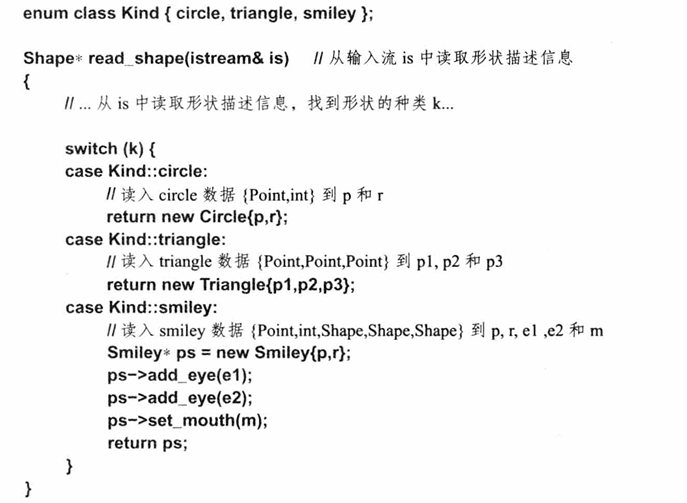 enum class Kind { circle, triangle, smiley };
Shape* read_shape(istream& is) // 从输入流 is 中读取形状描述信息
{
// ... 从 is 中读取形状描述信息，找到形状的种类 k...
switch (k) {
case Kind::circle:
// 读入 circle 数据 {Point,int} 到 p 和 r
return new Circle{p,r};
case Kind::triangle:
// 读入 triangle 数据 {Point,Point,Point} 到 p1, p2 和 p3
return new Triangle{p1,p2,p3};
case Kind::smiley:
// 读入 smiley 数据 {Point,int,Shape,Shape,Shape} 到 p, r, e1 ,e2 和 m
Smiley* ps = new Smiley{p,r};
ps->add_eye(e1);
ps->add_eye(e2);
ps->set_mouth(m);
return ps;
}
}